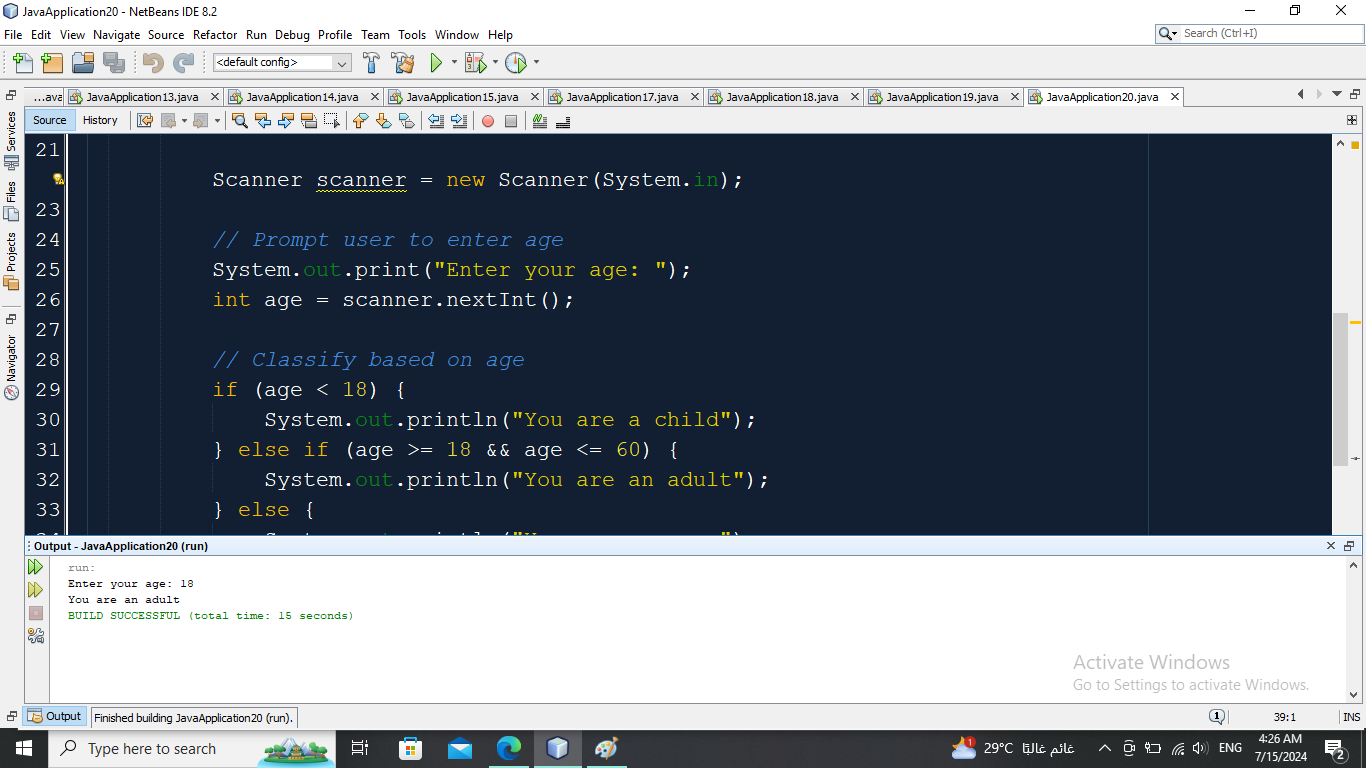 JavaApplication20 - NetBeans IDE 8.2
File Edit View Navigate Source Refactor Run Debug Profile Team Tools Window Help
Search (Ctrl+I)
<default config>
...ava JavaApplication13.java JavaApplication14.java JavaApplication15.java JavaApplication17.java JavaApplication18.java JavaApplication19.java JavaApplication20.java
Source History
Services
Files
Projects
Navigator
21
Scanner scanner = new Scanner(System.in);
23
24 // Prompt user to enter age
25 System.out.print("Enter your age: ");
26 int age = scanner.nextInt();
27
28 // Classify based on age
29 if (age < 18) {
30 System.out.println("You are a child");
31 } else if (age >= 18 && age <= 60) {
32 System.out.println("You are an adult");
33 } else {
Output - JavaApplication20 (run)
run:
Enter your age: 18
You are an adult
BUILD SUCCESSFUL (total time: 15 seconds)
Activate Windows
Go to Settings to activate Windows.
Output
Finished building JavaApplication20 (run).
1
39:1
INS
Type here to search
1
29°C غائم غالبًا
ENG
4:26 AM
7/15/2024
2